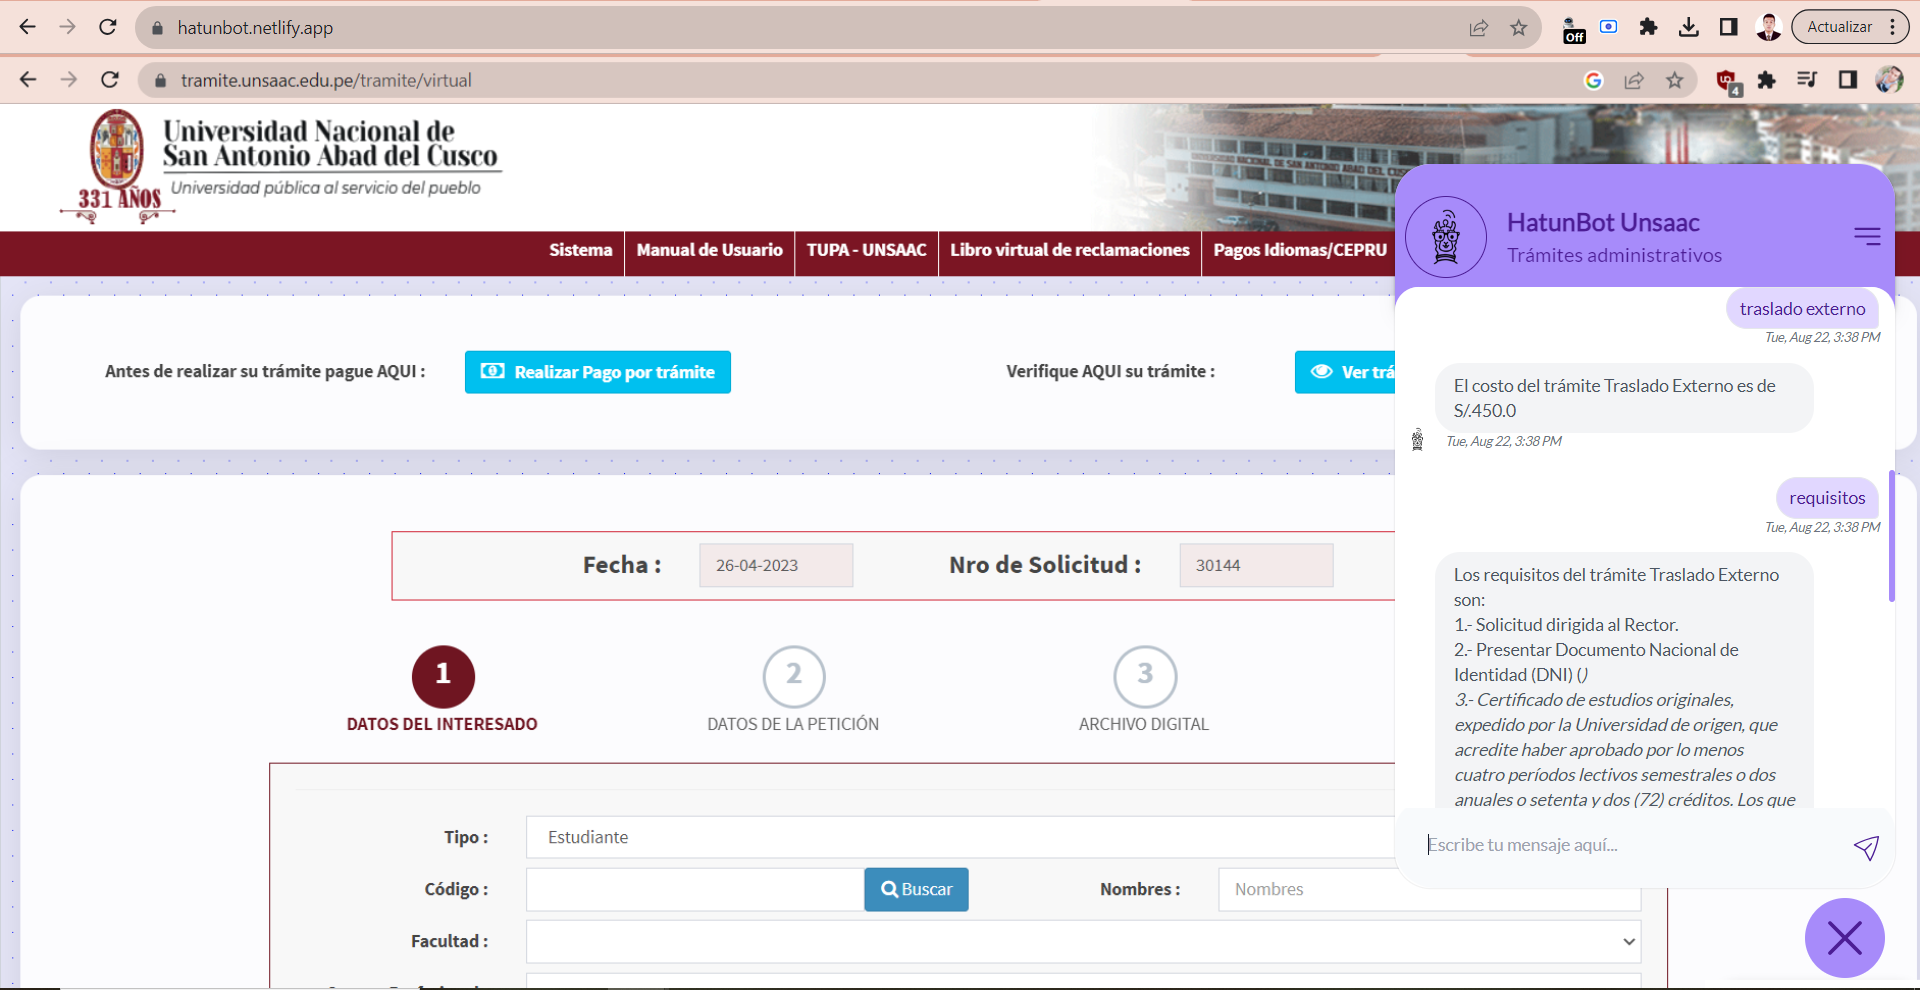 hatunbot.netlify.app
Off
Actualizar
tramite.unsaac.edu.pe/tramite/virtual
4
Universidad Nacional de
San Antonio Abad del Cusco
Universidad pública al servicio del pueblo
331 AÑOS
UNIVERSIDAD NACIONAL DE SAN ANTONIO ABAD DEL
Sistema
Manual de Usuario
TUPA - UNSAAC
Libro virtual de reclamaciones
Pagos Idiomas/CEPRU
Antes de realizar su trámite pague AQUI :
Realizar Pago por trámite
Verifique AQUI su trámite :
Ver trá
Fecha :
26-04-2023
Nro de Solicitud :
30144
1
DATOS DEL INTERESADO
2
DATOS DE LA PETICIÓN
3
ARCHIVO DIGITAL
Tipo :
Estudiante
Código :
Buscar
Nombres :
Nombres
Facultad :
HatunBot Unsaac
Trámites administrativos
traslado externo
Tue, Aug 22, 3:38 PM
El costo del trámite Traslado Externo es de
S/.450.0
Tue, Aug 22, 3:38 PM
requisitos
Tue, Aug 22, 3:38 PM
Los requisitos del trámite Traslado Externo
son:
1.- Solicitud dirigida al Rector.
2.- Presentar Documento Nacional de
Identidad (DNI) ()
3.- Certificado de estudios originales,
expedido por la Universidad de origen, que
acredite haber aprobado por lo menos
cuatro períodos lectivos semestrales o dos
anuales o setenta y dos (72) créditos. Los que
Escribe tu mensaje aquí...